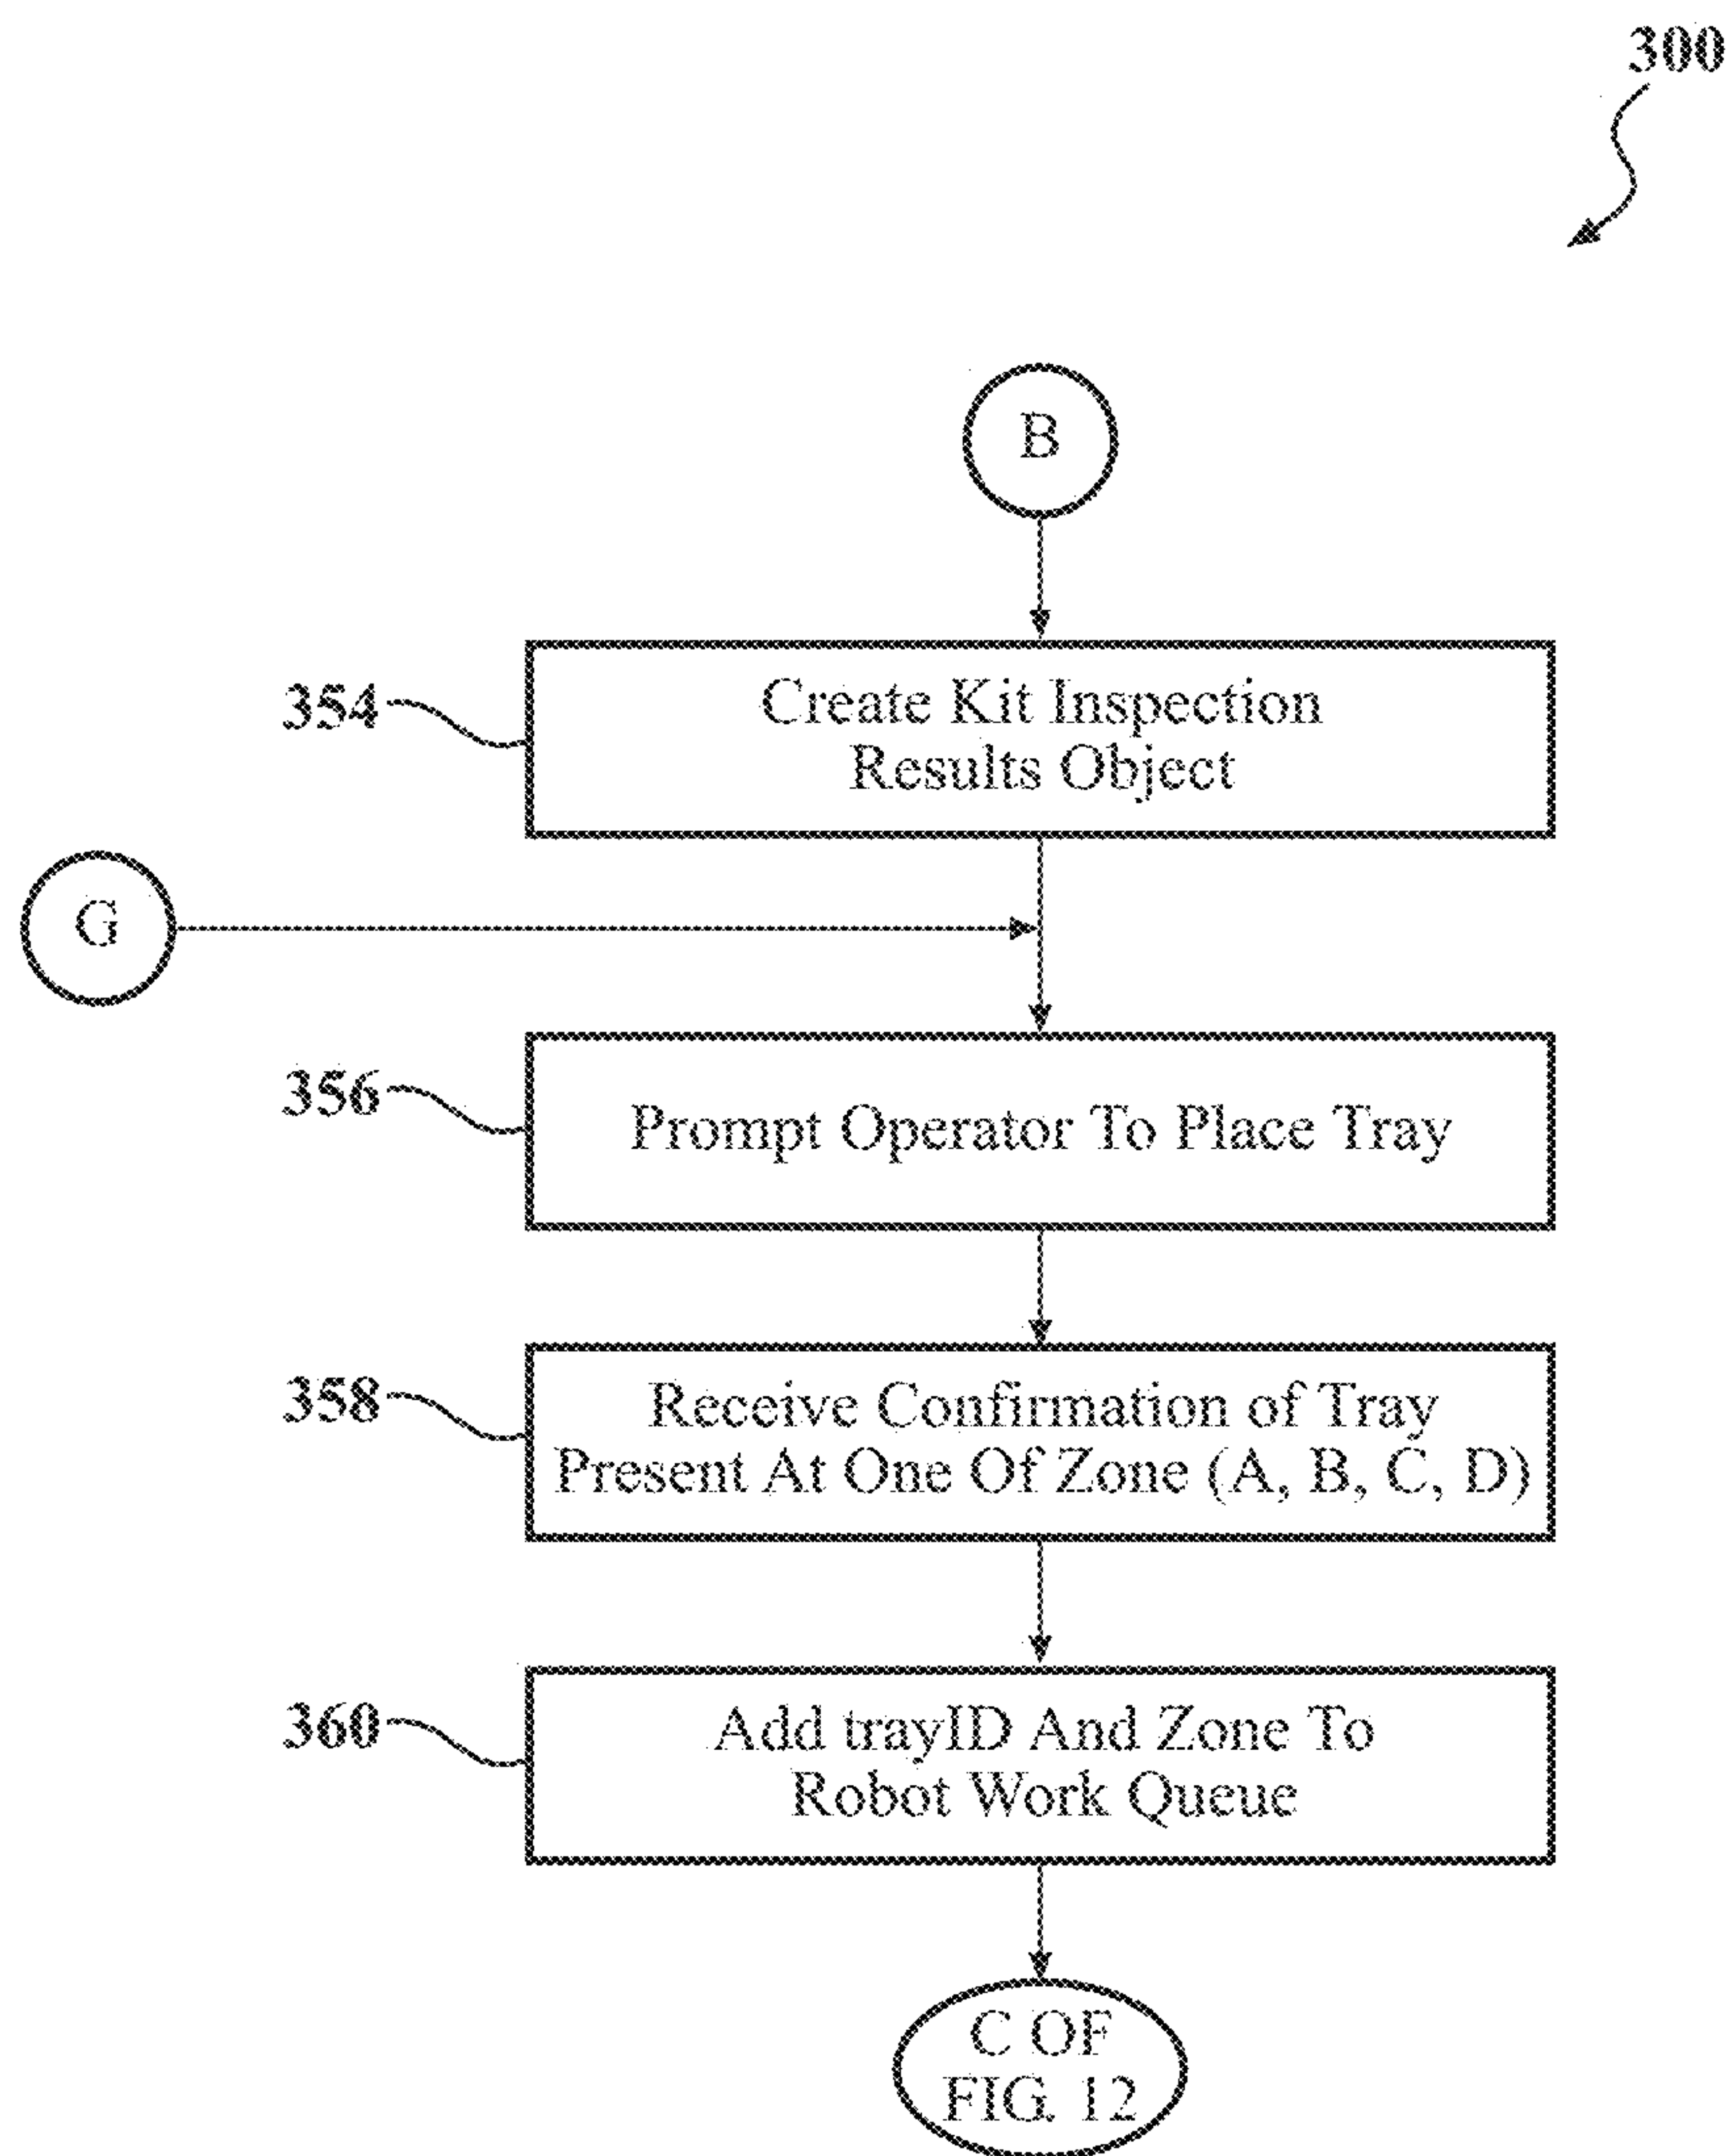 300
B
354
Create Kit Inspection
Results Object
G
356
Prompt Operator To Place Tray
358
Receive Confirmation of Tray
Present At One Of Zone (A, B, C, D)
360
Add trayID And Zone To
Robot Work Queue
C OF
FIG. 12